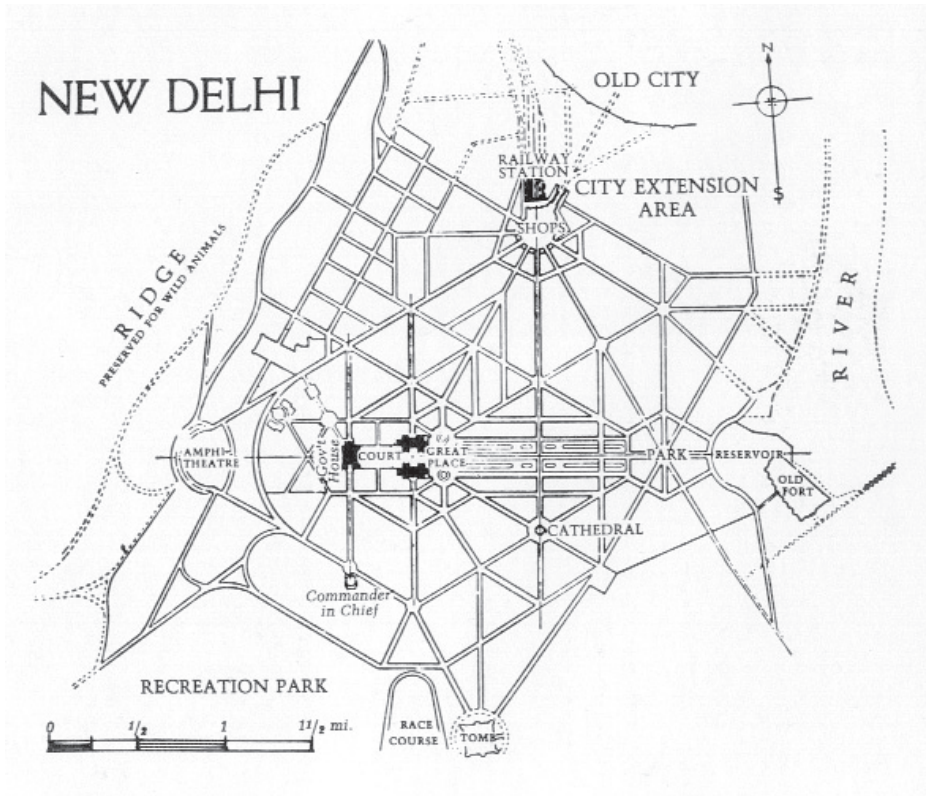 NEW DELHI
OLD CITY
N
S
RAILWAY
STATION
CITY EXTENSION
AREA
SHOPS
RIDGE
PRESERVED FOR WILD ANIMALS
RIVER
AMPHI-
THEATRE
Gov't
House
COURT
GREAT
PLACE
PARK
RESERVOIR
OLD
FORT
CATHEDRAL
Commander
in Chief
RECREATION PARK
0 1/2 1 1 1/2 mi.
RACE
COURSE
TOMB